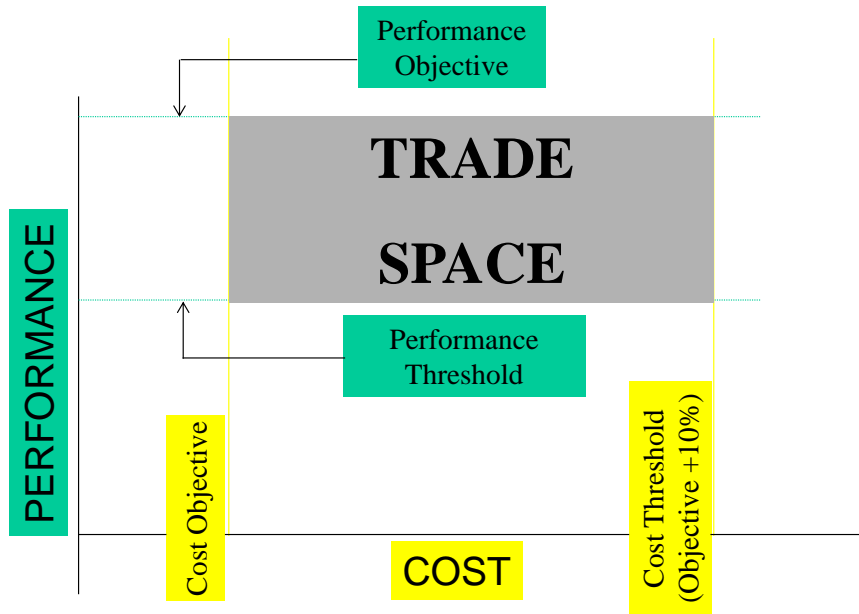 Performance
Objective
TRADE
SPACE
Performance
Threshold
PERFORMANCE
Cost Objective
COST
Cost Threshold
(Objective +10%)